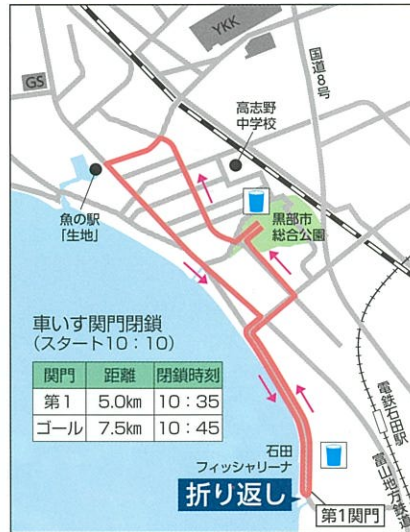 YKK
国道8号
GS
高志野
中学校
魚の駅
「生地」
黒部市
総合公園
車いす関門閉鎖
(スタート10：10)
関門 距離 閉鎖時刻
第1 5.0km 10：35
ゴール 7.5km 10：45
電鉄石田駅
富山地方鉄道
石田
フィッシャリーナ
折り返し
第1関門